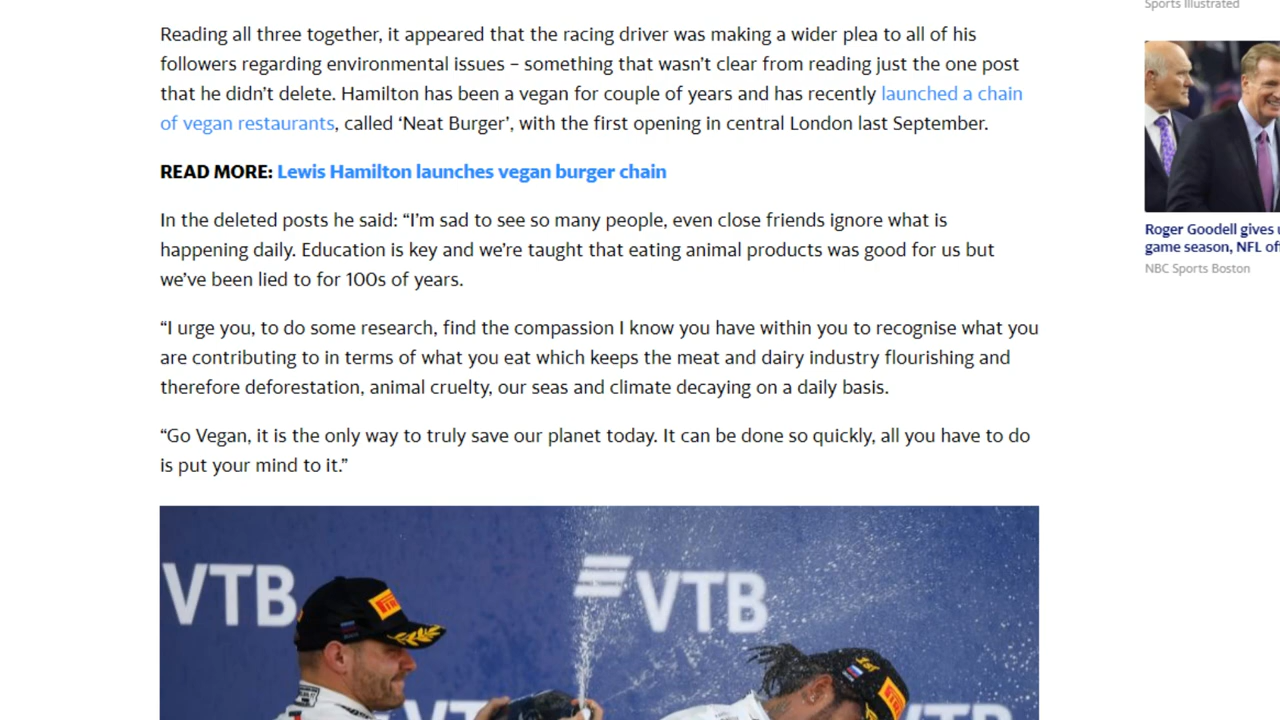 Sports Illustrated
Reading all three together, it appeared that the racing driver was making a wider plea to all of his
followers regarding environmental issues – something that wasn’t clear from reading just the one post
that he didn’t delete. Hamilton has been a vegan for couple of years and has recently launched a chain
of vegan restaurants, called ‘Neat Burger’, with the first opening in central London last September.
READ MORE: Lewis Hamilton launches vegan burger chain
In the deleted posts he said: “I’m sad to see so many people, even close friends ignore what is
happening daily. Education is key and we’re taught that eating animal products was good for us but
we’ve been lied to for 100s of years.
“I urge you, to do some research, find the compassion I know you have within you to recognise what you
are contributing to in terms of what you eat which keeps the meat and dairy industry flourishing and
therefore deforestation, animal cruelty, our seas and climate decaying on a daily basis.
“Go Vegan, it is the only way to truly save our planet today. It can be done so quickly, all you have to do
is put your mind to it.”
Roger Goodell gives
game season, NFL
NBC Sports Boston
VTB
VTB
VT
VTB
1st